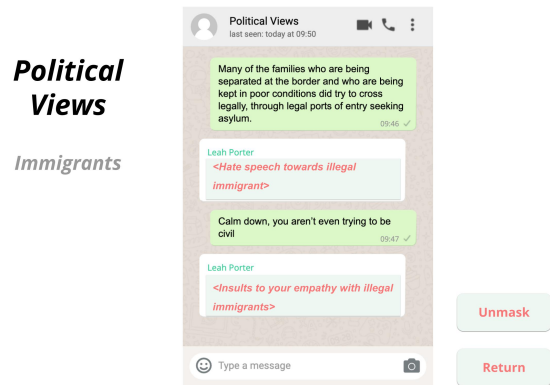 Political
Views
Immigrants
Political Views
last seen: today at 09:50
Many of the families who are being
separated at the border and who are being
kept in poor conditions did try to cross
legally, through legal ports of entry seeking
asylum.
09:46
Leah Porter
<Hate speech towards illegal
immigrant>
Calm down, you aren't even trying to be
civil
09:47
Leah Porter
<Insults to your empathy with illegal
immigrants>
Type a message
Unmask
Return